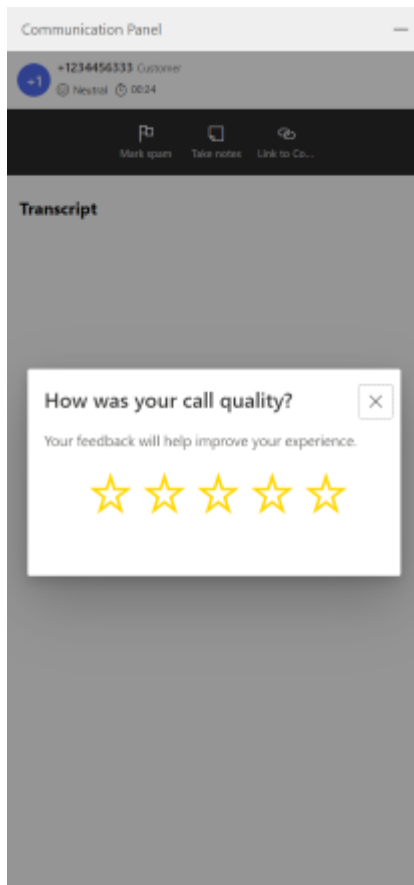 Communication Panel
+1
+1234456333 Customer
Neutral 00:24
Mark spam Take notes Link to Co...
Transcript
How was your call quality?
Your feedback will help improve your experience.